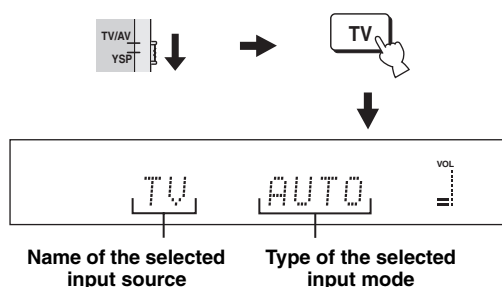 TV/AV
YSP
TV
VOL
TV AUTO
Name of the selected
input source
Type of the selected
input mode